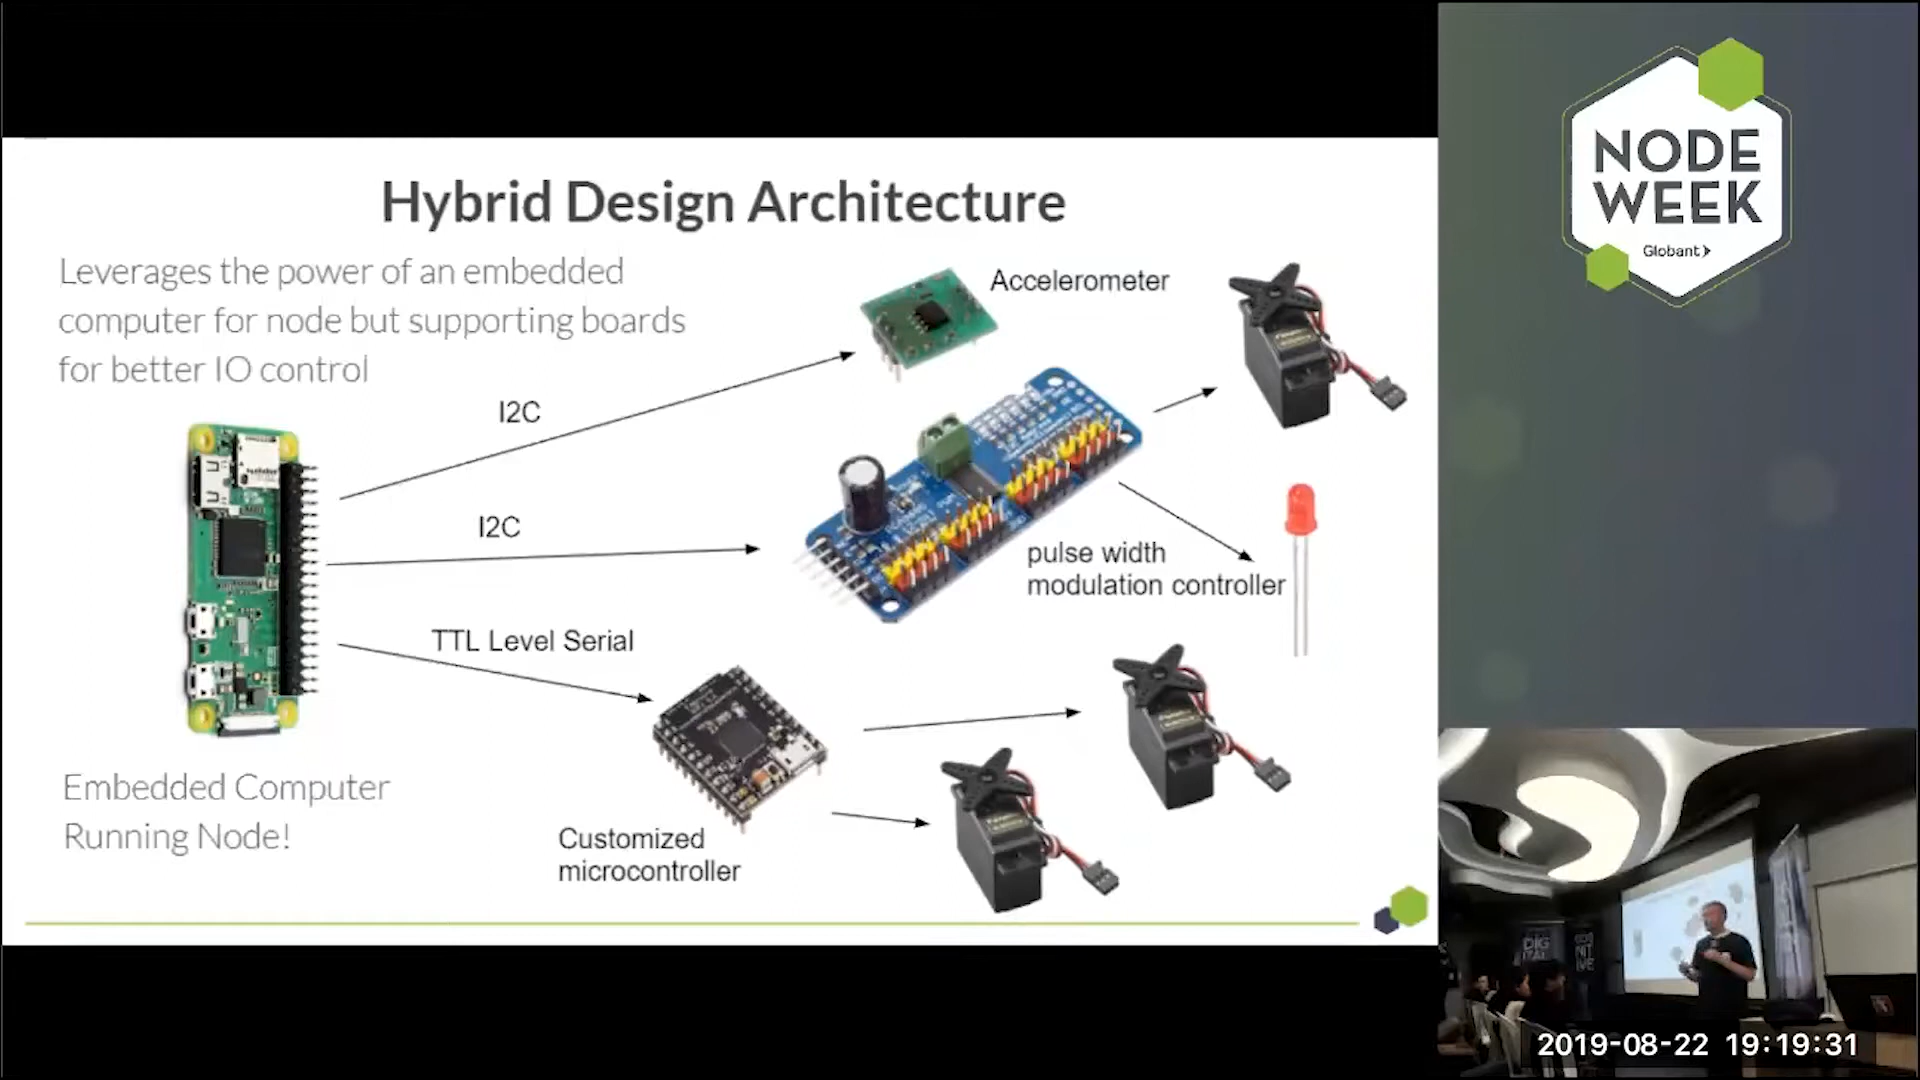 Hybrid Design Architecture
Leverages the power of an embedded
computer for node but supporting boards
for better IO control
Accelerometer
I2C
I2C
pulse width
modulation controller
TTL Level Serial
Customized
microcontroller
Embedded Computer
Running Node!
NODE
WEEK
Globant
DIG
ITAL
2019-08-22 19:19:31